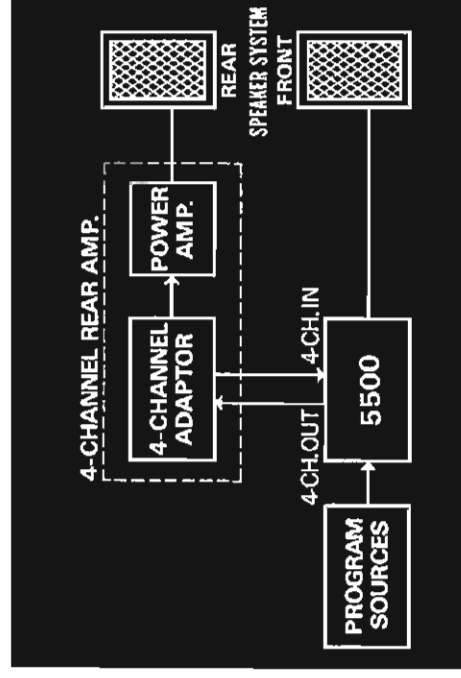 4-CHANNEL REAR AMP.
4-CHANNEL
ADAPTOR
POWER
AMP.
REAR
SPEAKER SYSTEM
FRONT
4-CH.OUT
4-CH.IN
PROGRAM
SOURCES
5500